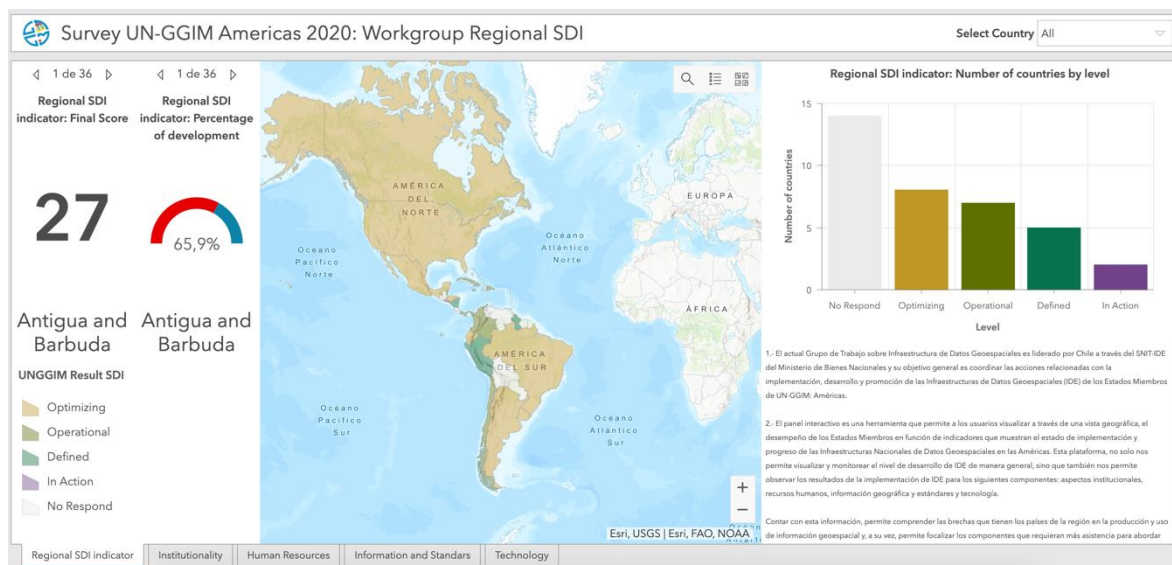 Survey UN-GGIM Americas 2020: Workgroup Regional SDI
Select Country All
1 de 36
1 de 36
Regional SDI
indicator: Final Score
Regional SDI
indicator: Percentage
of development
27
65,9%
Antigua and
Barbuda
Antigua and
Barbuda
UNGGIM Result SDI
Optimizing
Operational
Defined
In Action
No Respond
AMÉRICA
DEL
NORTE
EUROPA
Océano
Pacífico
Norte
Océano
Atlántico
Norte
ÁFRICA
AMÉRICA
DEL SUR
Océano
Pacífico
Sur
Océano
Atlántico
Sur
+
−
Esri, USGS | Esri, FAO, NOAA
Regional SDI indicator: Number of countries by level
Number of countries
15
10
5
0
No Respond
Optimizing
Operational
Defined
In Action
Level
1.- El actual Grupo de Trabajo sobre Infraestructura de Datos Geoespaciales es liderado por Chile a través del SNIT-IDE
del Ministerio de Bienes Nacionales y su objetivo general es coordinar las acciones relacionadas con la
implementación, desarrollo y promoción de las Infraestructuras de Datos Geoespaciales (IDE) de los Estados Miembros
de UN-GGIM: Américas.
2.- El panel interactivo es una herramienta que permite a los usuarios visualizar a través de una vista geográfica, el
desempeño de los Estados Miembros en función de indicadores que muestran el estado de implementación y
progreso de las Infraestructuras Nacionales de Datos Geoespaciales en las Américas. Esta plataforma, no solo nos
permite visualizar y monitorear el nivel de desarrollo de IDE de manera general, sino que también nos permite
observar los resultados de la implementación de IDE para los siguientes componentes: aspectos institucionales,
recursos humanos, información geográfica y estándares y tecnología.
Contar con esta información, permite comprender las brechas que tienen los países de la región en la producción y uso
de información geoespacial y, a su vez, permite focalizar los componentes que requieran más asistencia para abordar
Regional SDI indicator
Institutionality
Human Resources
Information and Standars
Technology